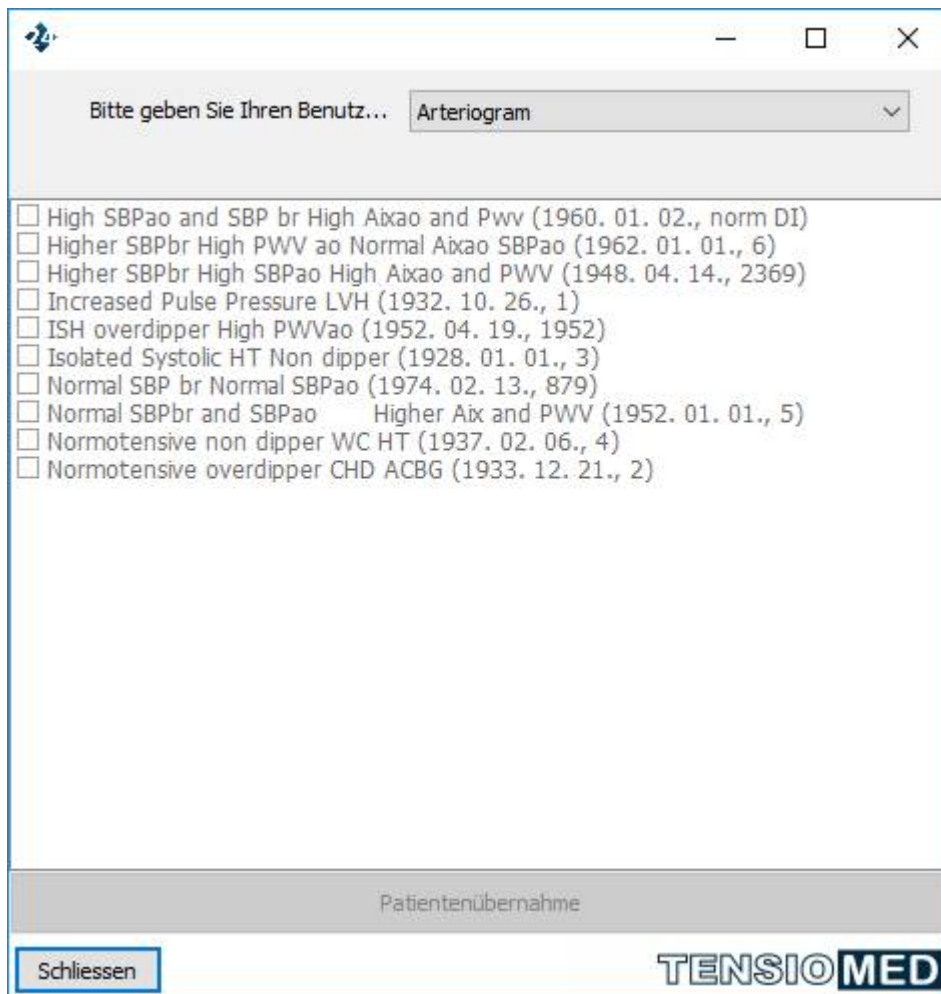 Bitte geben Sie Ihren Benutz... Arteriogram
High SBPao and SBP br High Aixao and Pwv (1960. 01. 02., norm DI)
Higher SBPbr High PWV ao Normal Aixao SBPao (1962. 01. 01., 6)
Higher SBPbr High SBPao High Aixao and PWV (1948. 04. 14., 2369)
Increased Pulse Pressure LVH (1932. 10. 26., 1)
ISH overdipper High PWVao (1952. 04. 19., 1952)
Isolated Systolic HT Non dipper (1928. 01. 01., 3)
Normal SBP br Normal SBPao (1974. 02. 13., 879)
Normal SBPbr and SBPao Higher Aix and PWV (1952. 01. 01., 5)
Normotensive non dipper WC HT (1937. 02. 06., 4)
Normotensive overdipper CHD ACBG (1933. 12. 21., 2)
Patientenübernahme
Schliessen TENSIOMED